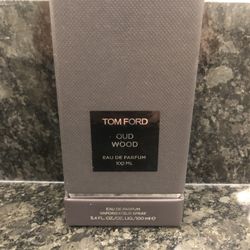 TOM FORD
OUD
WOOD
EAU DE PARFUM
100 ML
EAU DE PARFUM
VAPORISATEUR SPRAY
3.4 FL. OZ./OZ. LIQ./100 ml ℮